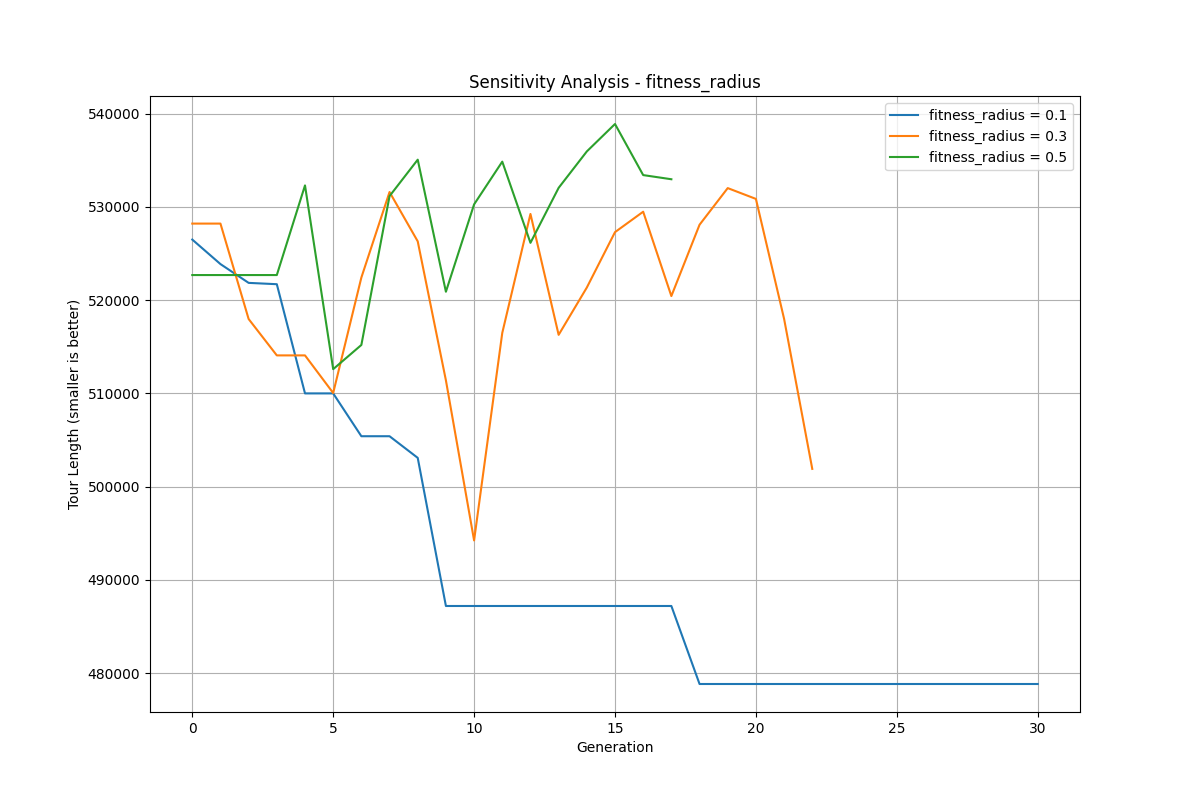 Sensitivity Analysis - fitness_radius
fitness_radius = 0.1
fitness_radius = 0.3
fitness_radius = 0.5
Tour Length (smaller is better)
540000
530000
520000
510000
500000
490000
480000
0 5 10 15 20 25 30
Generation